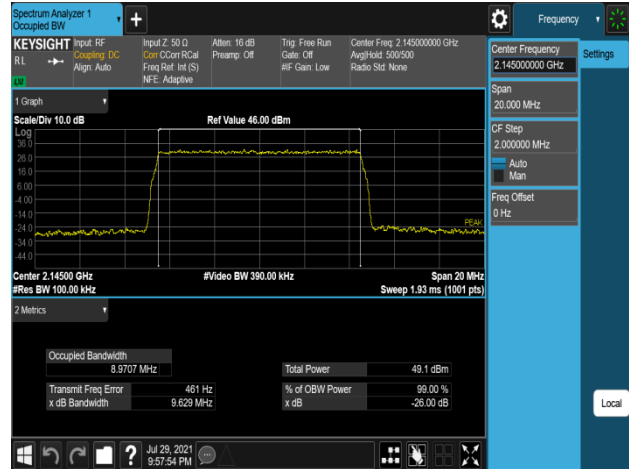 Spectrum Analyzer 1
Occupied BW
Frequency
KEYSIGHT
RL
Input: RF
Coupling: DC
Align: Auto
Input Z: 50 Ω
Corr CCorr RCal
Freq Ref: Int (S)
NFE: Adaptive
Atten: 16 dB
Preamp: Off
Trig: Free Run
Gate: Off
#IF Gain: Low
Center Freq: 2.145000000 GHz
Avg|Hold: 500/500
Radio Std: None
LNI
1 Graph
Scale/Div 10.0 dB
Ref Value 46.00 dBm
Log
36.0
26.0
16.0
6.00
-4.00
-14.0
-24.0
-34.0
-44.0
PEAK
Center 2.14500 GHz
#Video BW 390.00 kHz
Span 20 MHz
#Res BW 100.00 kHz
Sweep 1.93 ms (1001 pts)
2 Metrics
Occupied Bandwidth
8.9707 MHz
Total Power 49.1 dBm
Transmit Freq Error 461 Hz
% of OBW Power 99.00 %
x dB Bandwidth 9.629 MHz
x dB -26.00 dB
Center Frequency
2.145000000 GHz
Settings
Span
20.000 MHz
CF Step
2.000000 MHz
Auto
Man
Freq Offset
0 Hz
Local
?
Jul 29, 2021
9:57:54 PM